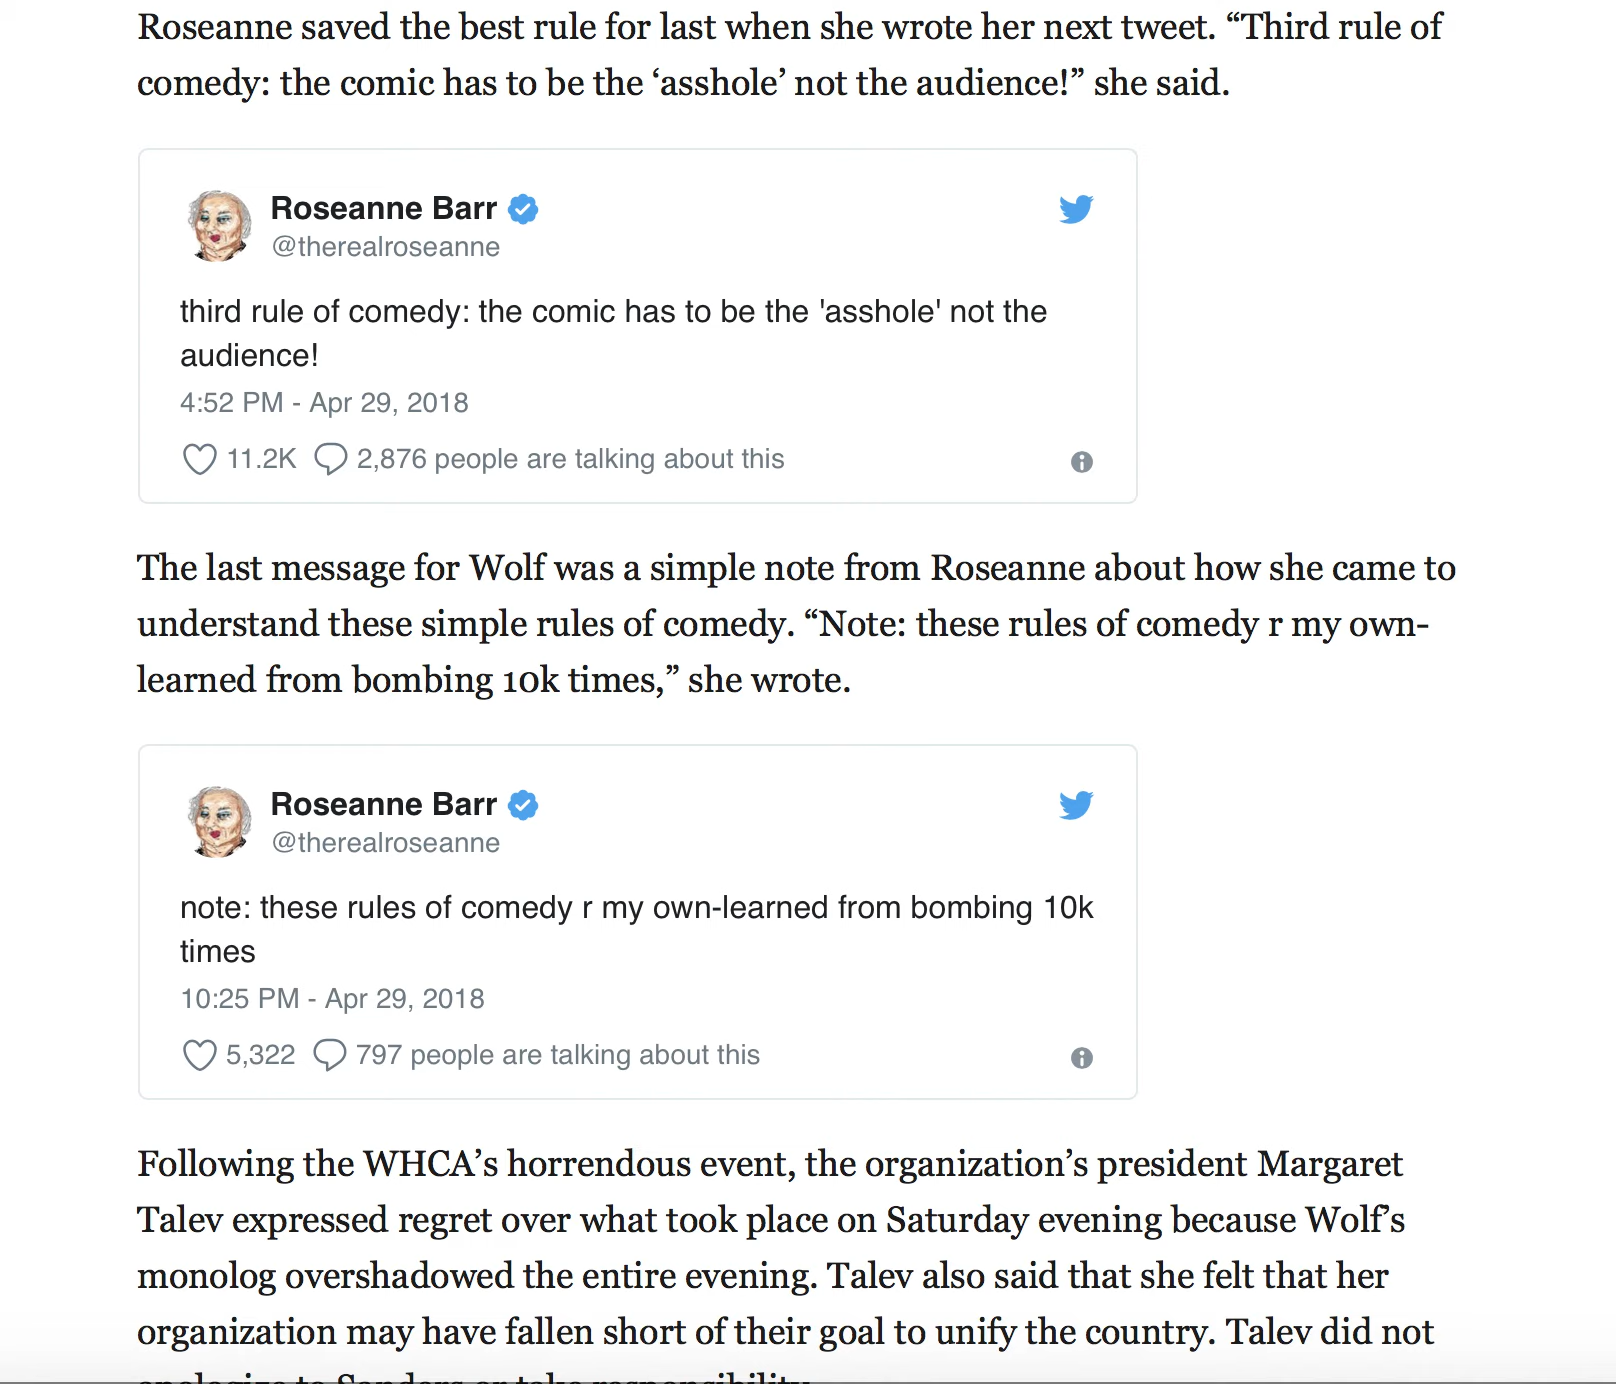 Roseanne saved the best rule for last when she wrote her next tweet. “Third rule of
comedy: the comic has to be the ‘asshole’ not the audience!” she said.
Roseanne Barr
@therealroseanne
third rule of comedy: the comic has to be the 'asshole' not the
audience!
4:52 PM - Apr 29, 2018
11.2K 2,876 people are talking about this
The last message for Wolf was a simple note from Roseanne about how she came to
understand these simple rules of comedy. “Note: these rules of comedy r my own-
learned from bombing 10k times,” she wrote.
Roseanne Barr
@therealroseanne
note: these rules of comedy r my own-learned from bombing 10k
times
10:25 PM - Apr 29, 2018
5,322 797 people are talking about this
Following the WHCA’s horrendous event, the organization’s president Margaret
Talev expressed regret over what took place on Saturday evening because Wolf’s
monolog overshadowed the entire evening. Talev also said that she felt that her
organization may have fallen short of their goal to unify the country. Talev did not
apologize to Sanders or take responsibility.